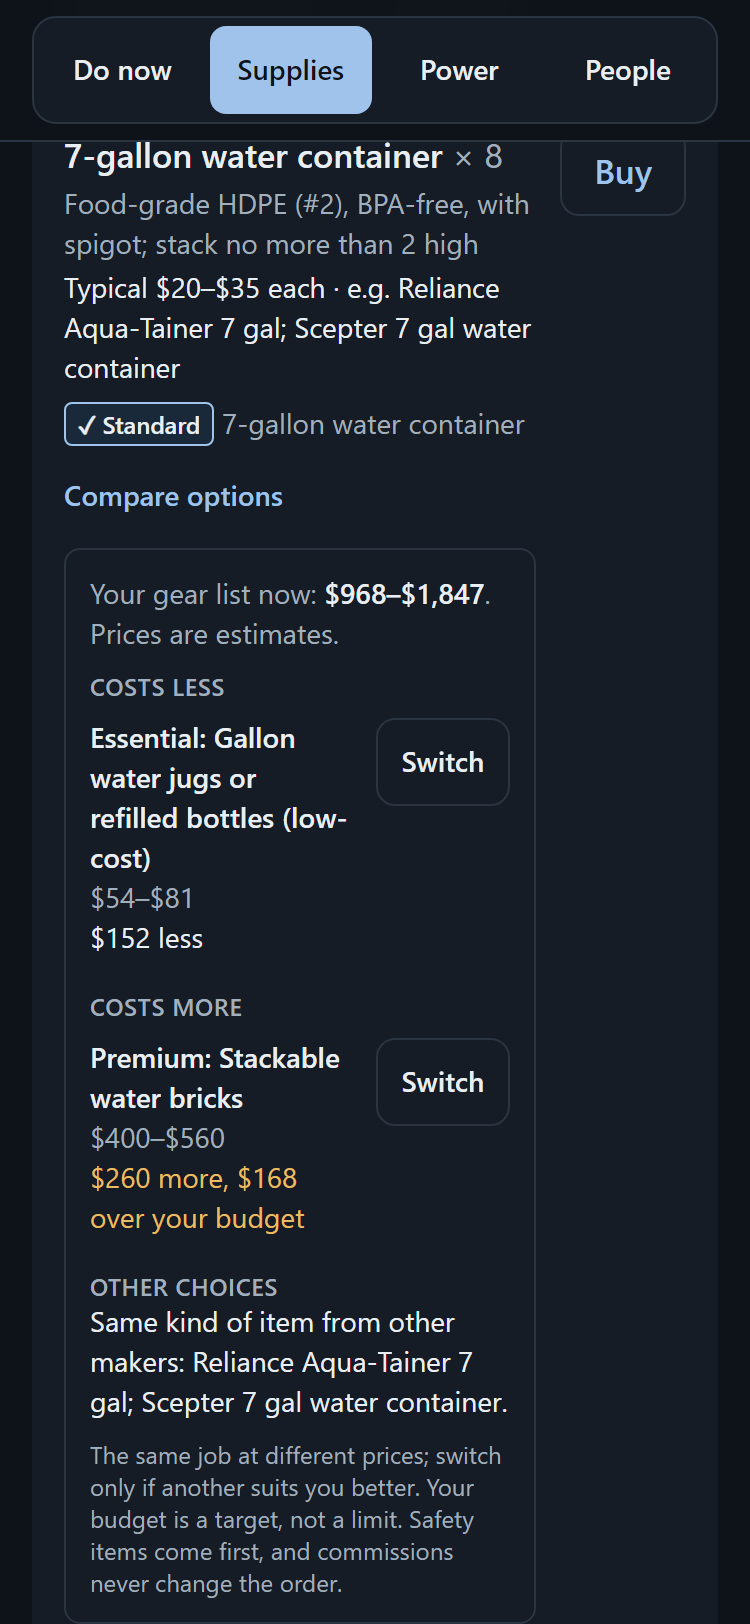 Do now
Supplies
Power
People
7-gallon water container × 8
Buy
Food-grade HDPE (#2), BPA-free, with
spigot; stack no more than 2 high
Typical $20–$35 each · e.g. Reliance
Aqua-Tainer 7 gal; Scepter 7 gal water
container
✓ Standard 7-gallon water container
Compare options
Your gear list now: $968–$1,847.
Prices are estimates.
COSTS LESS
Essential: Gallon
water jugs or
refilled bottles (low-
cost)
Switch
$54–$81
$152 less
COSTS MORE
Premium: Stackable
water bricks
Switch
$400–$560
$260 more, $168
over your budget
OTHER CHOICES
Same kind of item from other
makers: Reliance Aqua-Tainer 7
gal; Scepter 7 gal water container.
The same job at different prices; switch
only if another suits you better. Your
budget is a target, not a limit. Safety
items come first, and commissions
never change the order.